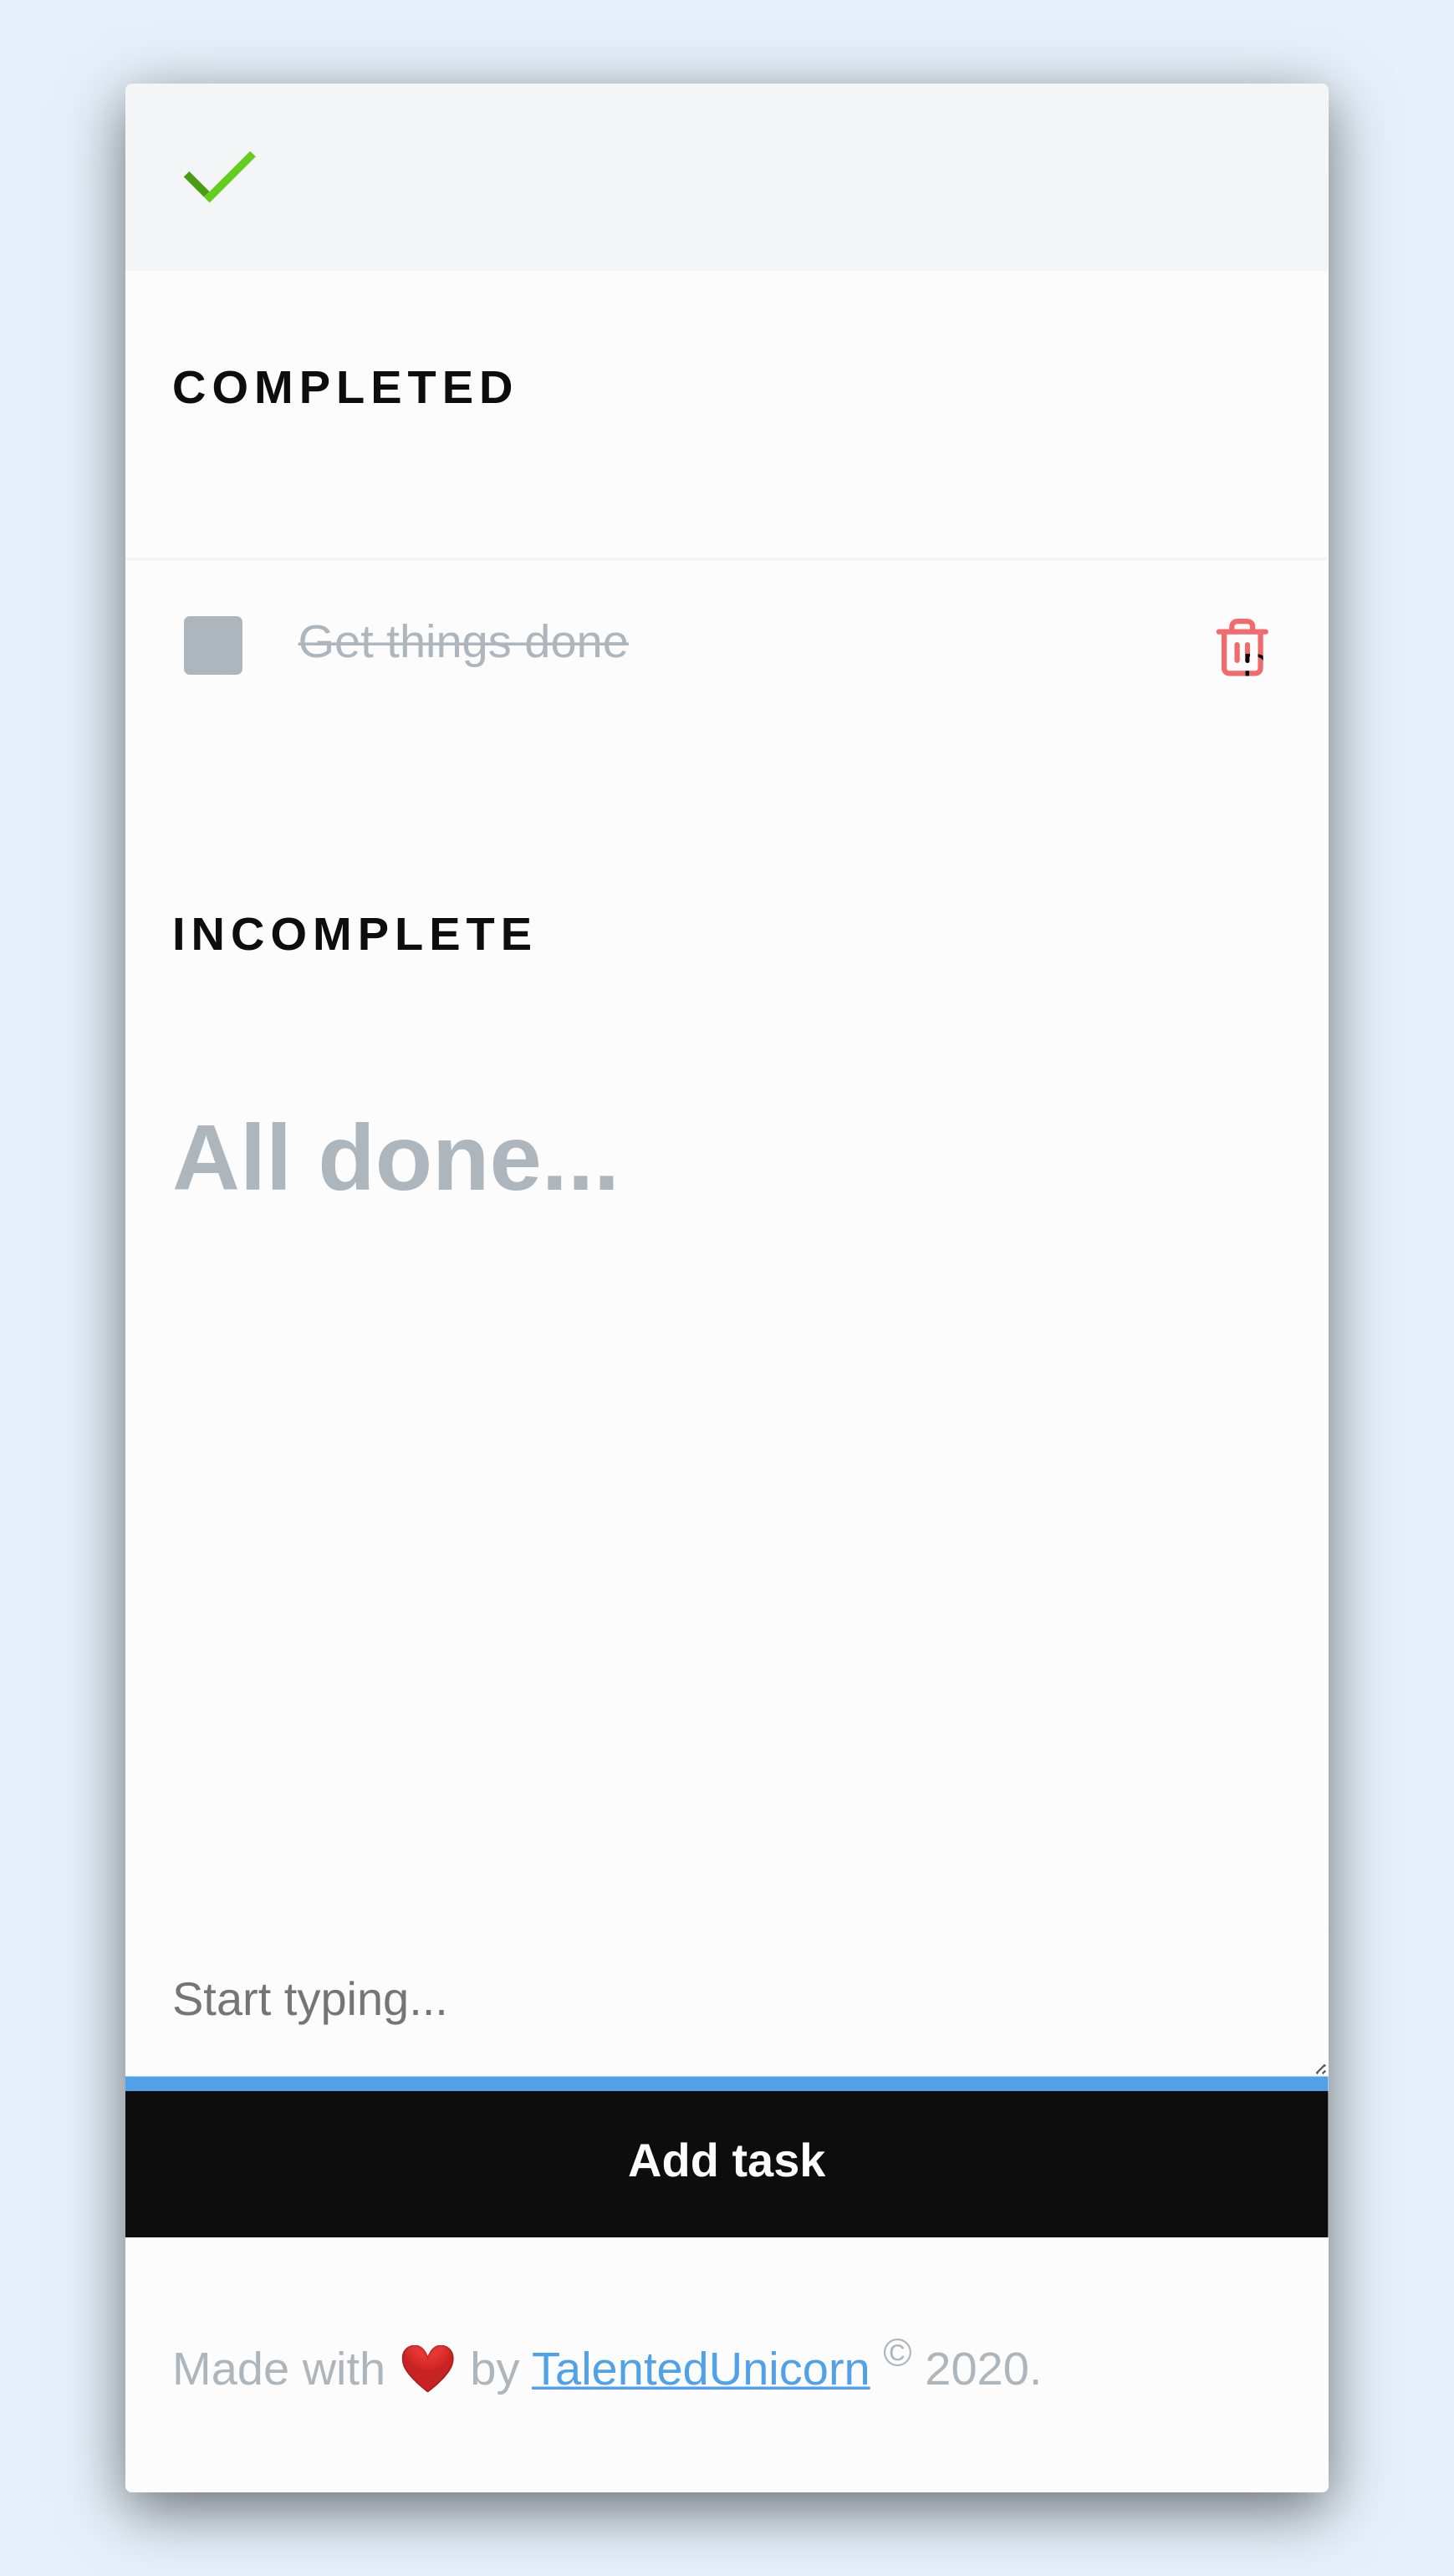 COMPLETED
Get things done
INCOMPLETE
All done...
Start typing...
Add task
Made with ❤️ by TalentedUnicorn © 2020.